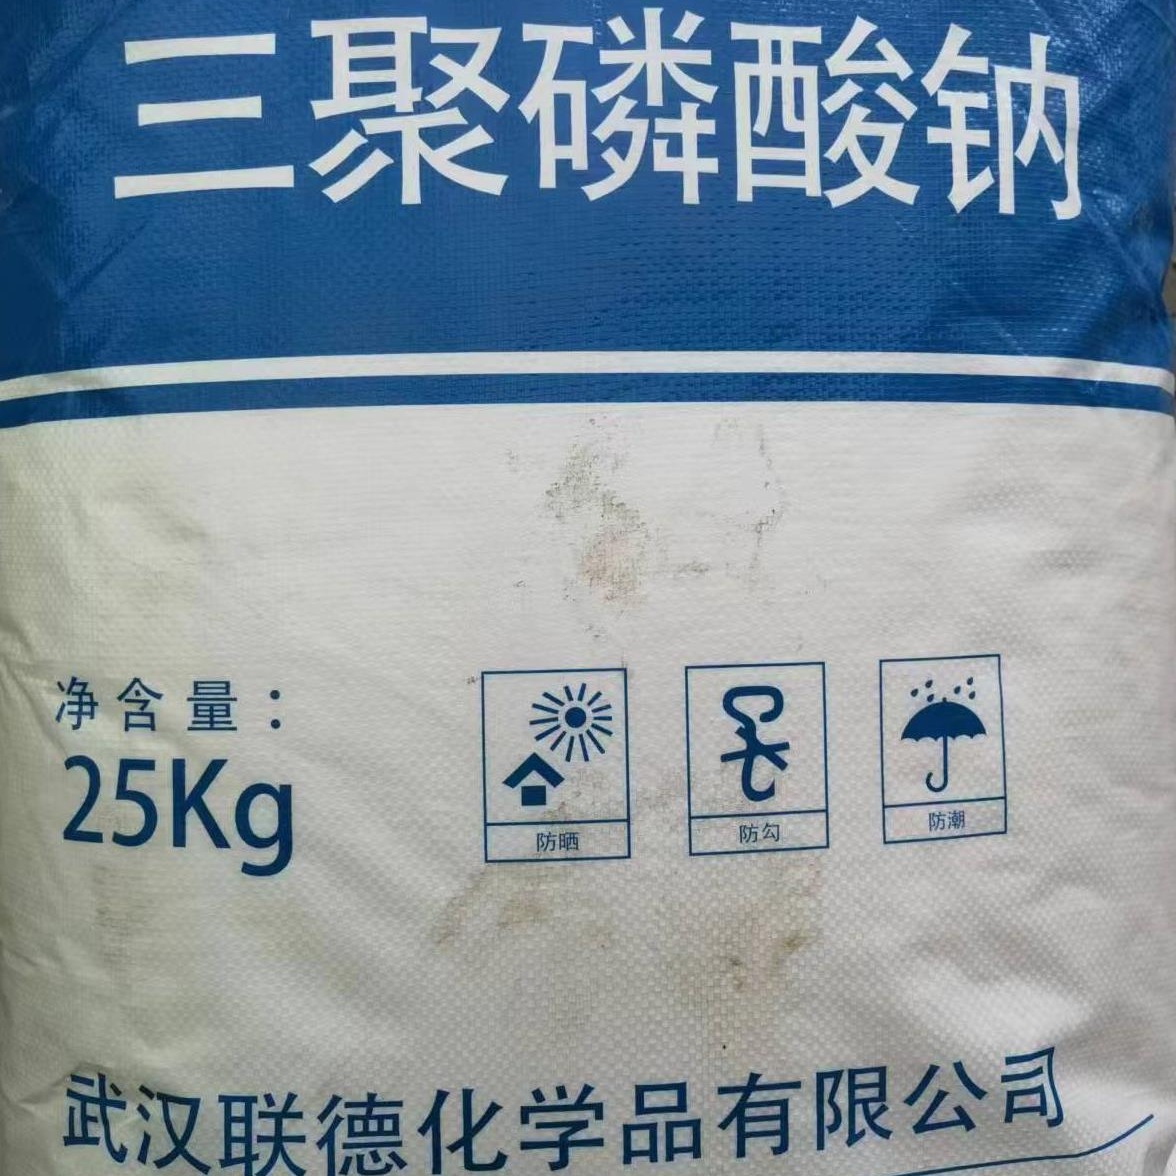 三聚磷酸钠
净含量：
25Kg
防晒
防勾
防潮
武汉联德化学品有限公司